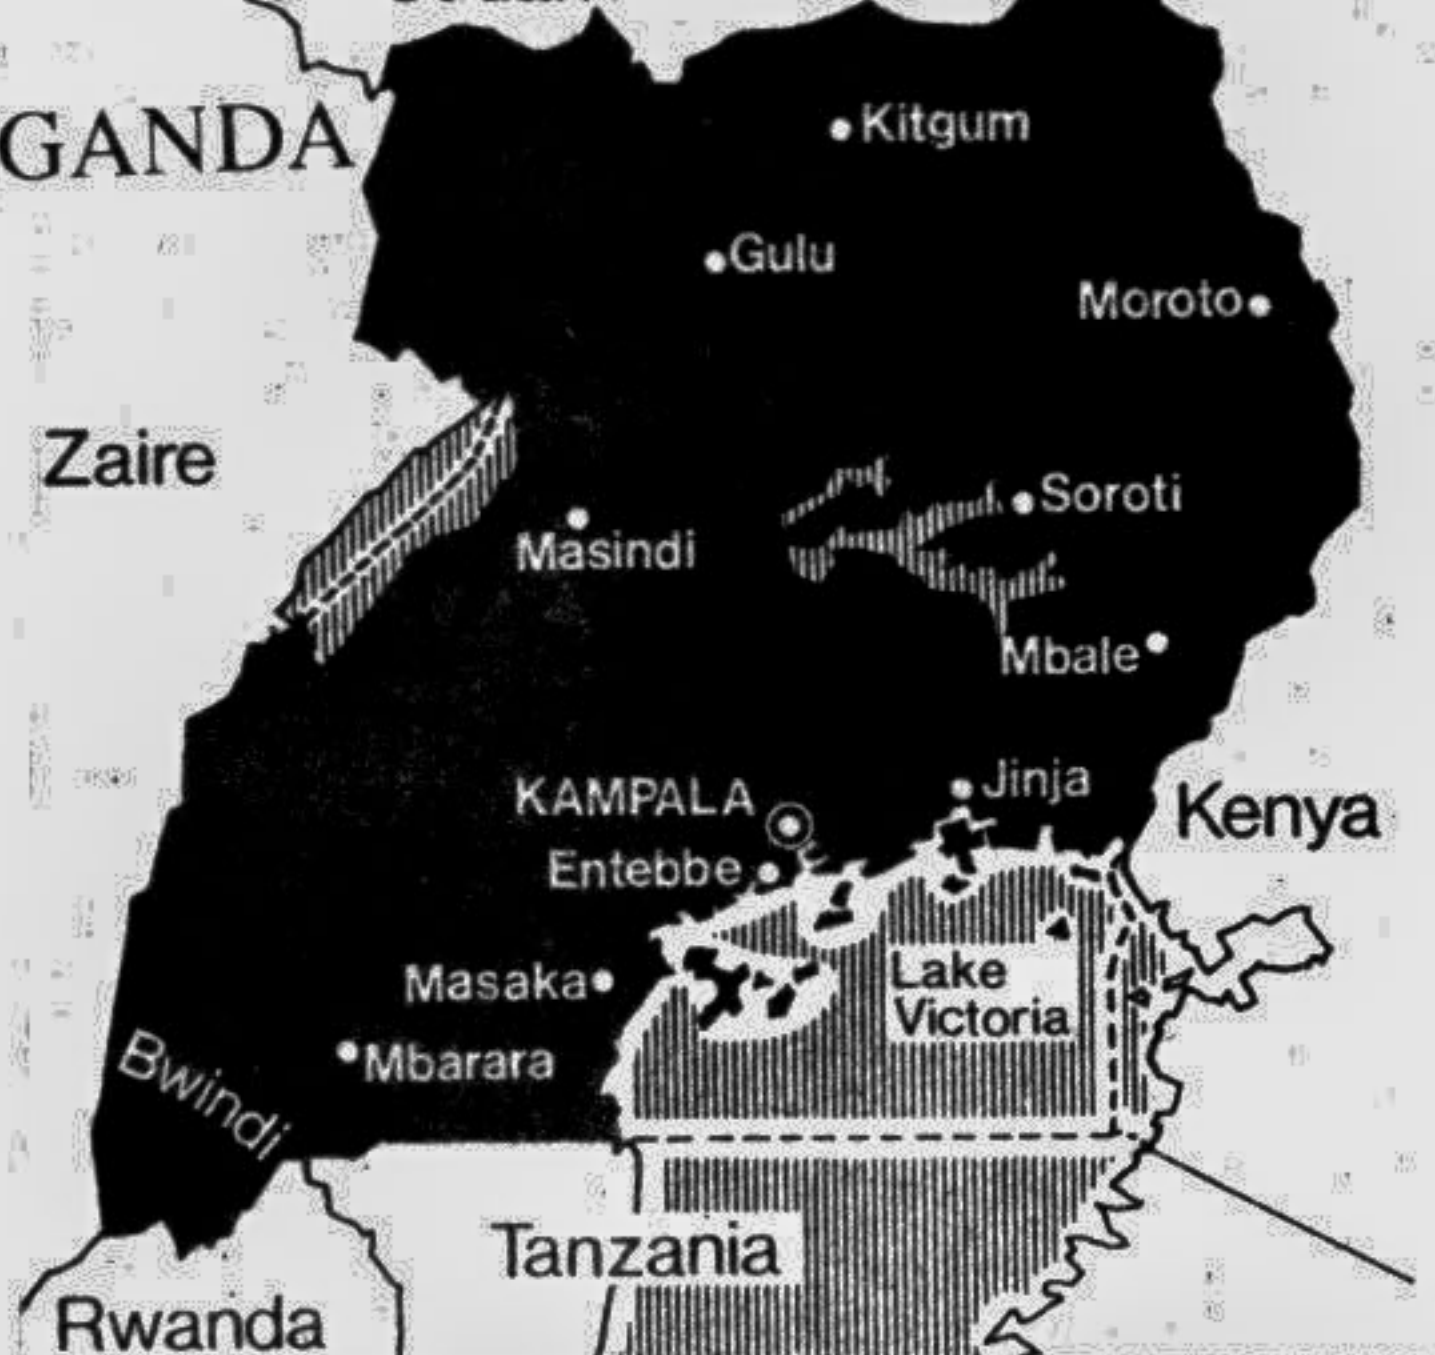 GANDA
Kitgum
Gulu
Moroto
Zaire
Soroti
Masindi
Mbale
KAMPALA
Jinja
Kenya
Entebbe
Lake
Victoria
Masaka
Mbarara
Bwindi
Tanzania
Rwanda